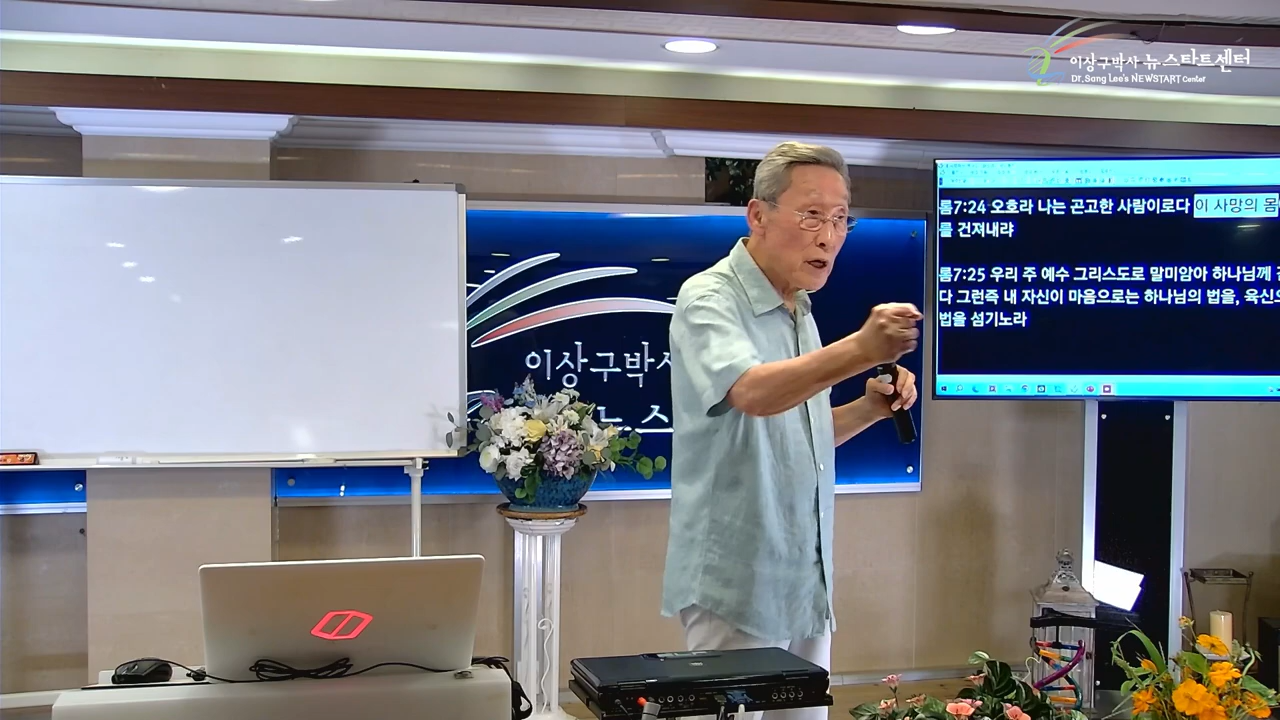 이상구박사 뉴스타트센터
Dr. Sang Lee's NEWSTART Center
롬7:24 오호라 나는 곤고한 사람이로다 이 사망의 몸
를 건져내랴
롬7:25 우리 주 예수 그리스도로 말미암아 하나님께
다 그런즉 내 자신이 마음으로는 하나님의 법을, 육신의
법을 섬기노라
이상구박사
뉴스